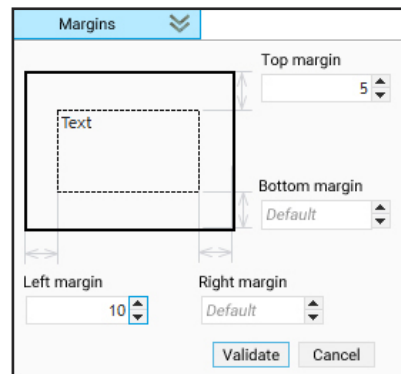 Margins
Top margin
5
Text
Bottom margin
Default
Left margin
Right margin
10
Default
Validate
Cancel